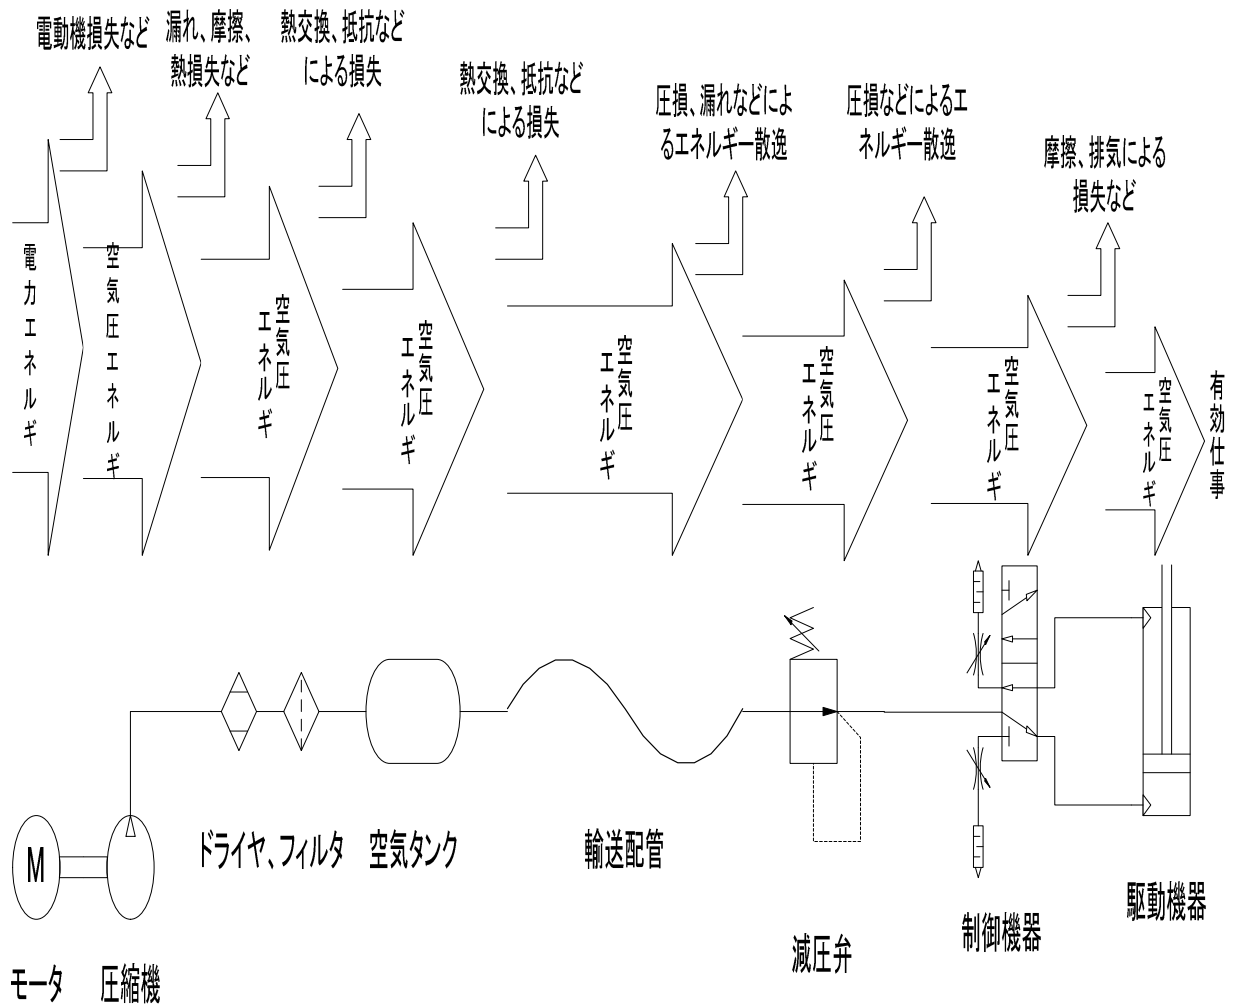 電動機損失など
漏れ、摩擦、
熱損失など
熱交換、抵抗など
による損失
熱交換、抵抗など
による損失
圧損、漏れなどによ
るエネルギー散逸
圧損などによるエ
ネルギー散逸
摩擦、排気による
損失など
電力エネルギ
空気圧エネルギ
空気圧
エネルギ
空気圧
エネルギ
空気圧
エネルギ
空気圧
エネルギ
空気圧
エネルギ
空気圧
エネルギ
有効仕事
M
モータ
圧縮機
ドライヤ、フィルタ
空気タンク
輸送配管
減圧弁
制御機器
駆動機器